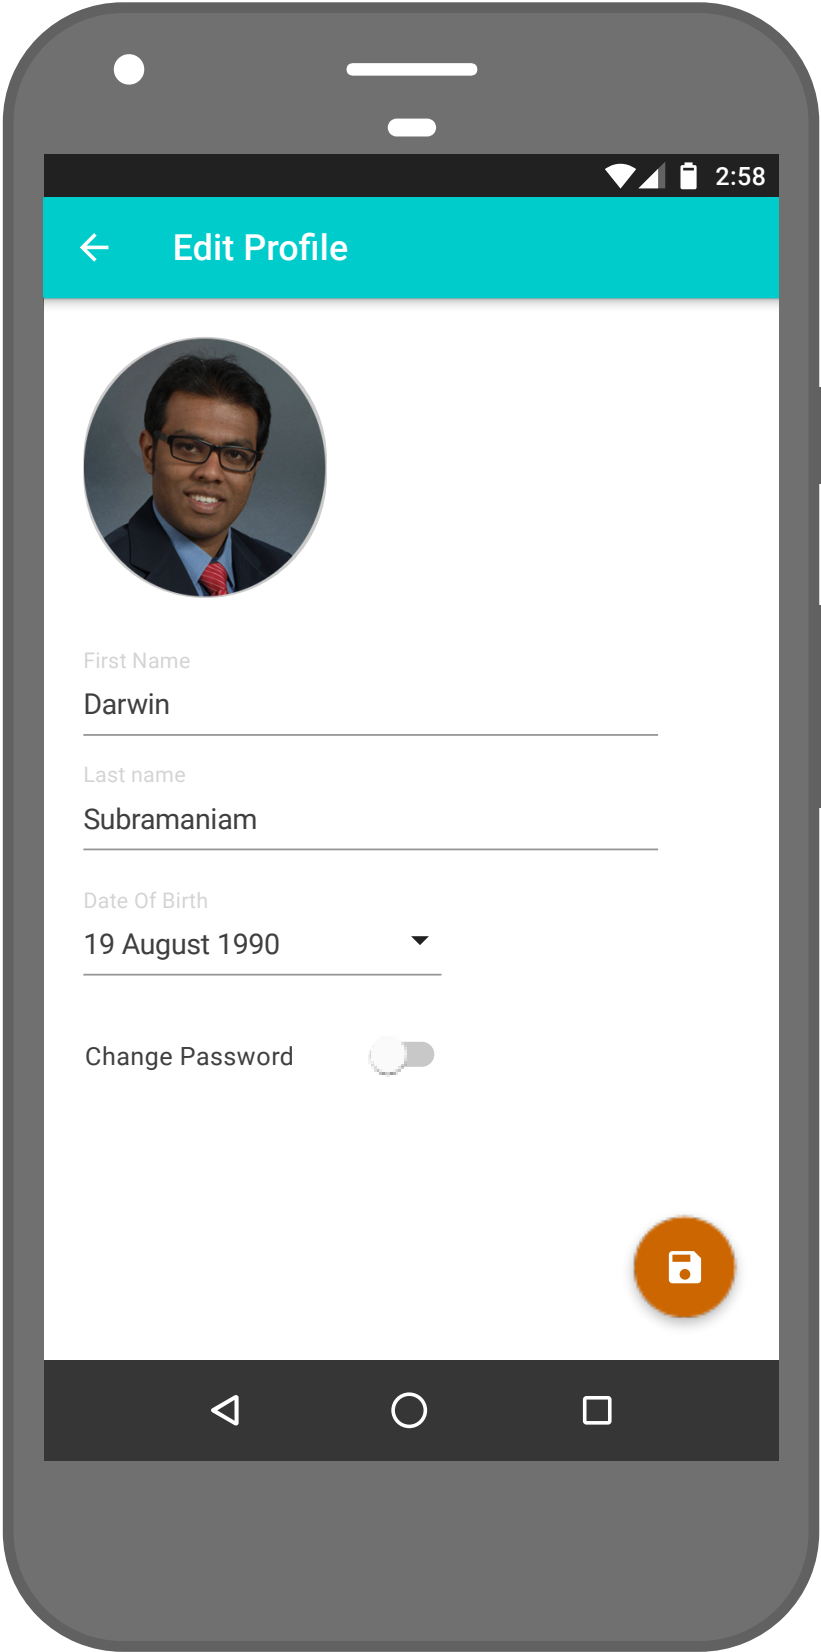 2:58
Edit Profile
First Name
Darwin
Last name
Subramaniam
Date Of Birth
19 August 1990
Change Password